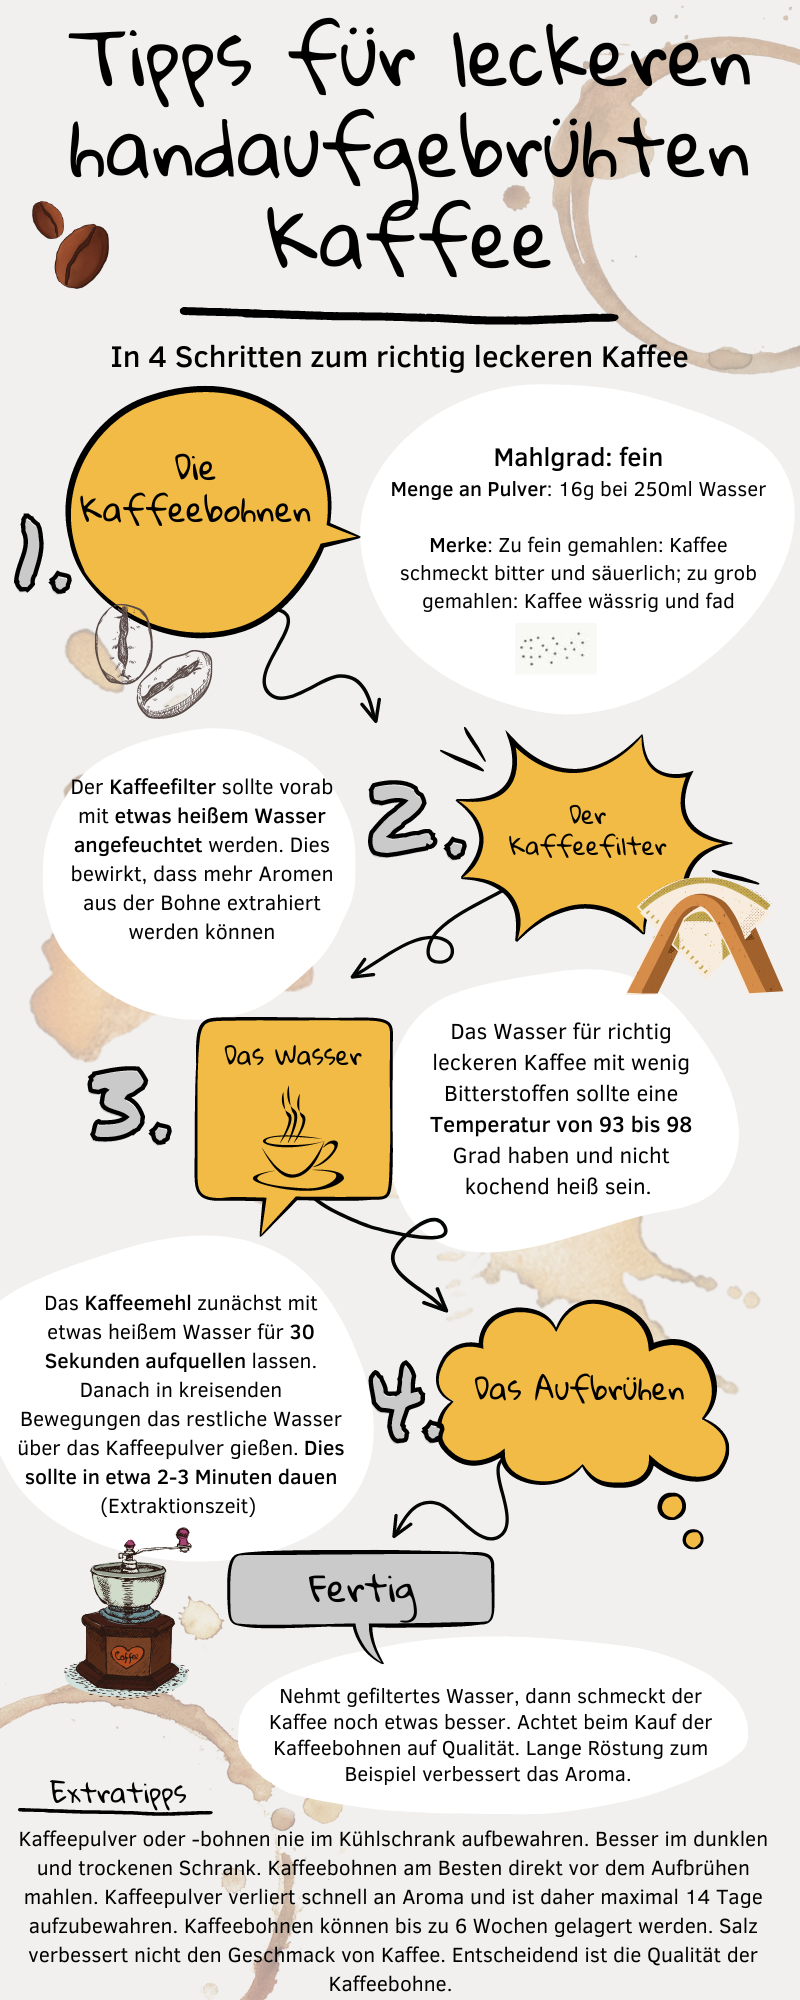 Tipps für leckeren
handaufgebrühten
Kaffee
In 4 Schritten zum richtig leckeren Kaffee
1.
Die
Kaffeebohnen
Mahlgrad: fein
Menge an Pulver: 16g bei 250ml Wasser
Merke: Zu fein gemahlen: Kaffee
schmeckt bitter und säuerlich; zu grob
gemahlen: Kaffee wässrig und fad
2.
Der
Kaffeefilter
Der Kaffeefilter sollte vorab
mit etwas heißem Wasser
angefeuchtet werden. Dies
bewirkt, dass mehr Aromen
aus der Bohne extrahiert
werden können
3.
Das Wasser
Das Wasser für richtig
leckeren Kaffee mit wenig
Bitterstoffen sollte eine
Temperatur von 93 bis 98
Grad haben und nicht
kochend heiß sein.
4.
Das Aufbrühen
Das Kaffeemehl zunächst mit
etwas heißem Wasser für 30
Sekunden aufquellen lassen.
Danach in kreisenden
Bewegungen das restliche Wasser
über das Kaffeepulver gießen. Dies
sollte in etwa 2-3 Minuten dauen
(Extraktionszeit)
Fertig
Coffee
Nehmt gefiltertes Wasser, dann schmeckt der
Kaffee noch etwas besser. Achtet beim Kauf der
Kaffeebohnen auf Qualität. Lange Röstung zum
Beispiel verbessert das Aroma.
Extratipps
Kaffeepulver oder -bohnen nie im Kühlschrank aufbewahren. Besser im dunklen
und trockenen Schrank. Kaffeebohnen am Besten direkt vor dem Aufbrühen
mahlen. Kaffeepulver verliert schnell an Aroma und ist daher maximal 14 Tage
aufzubewahren. Kaffeebohnen können bis zu 6 Wochen gelagert werden. Salz
verbessert nicht den Geschmack von Kaffee. Entscheidend ist die Qualität der
Kaffeebohne.